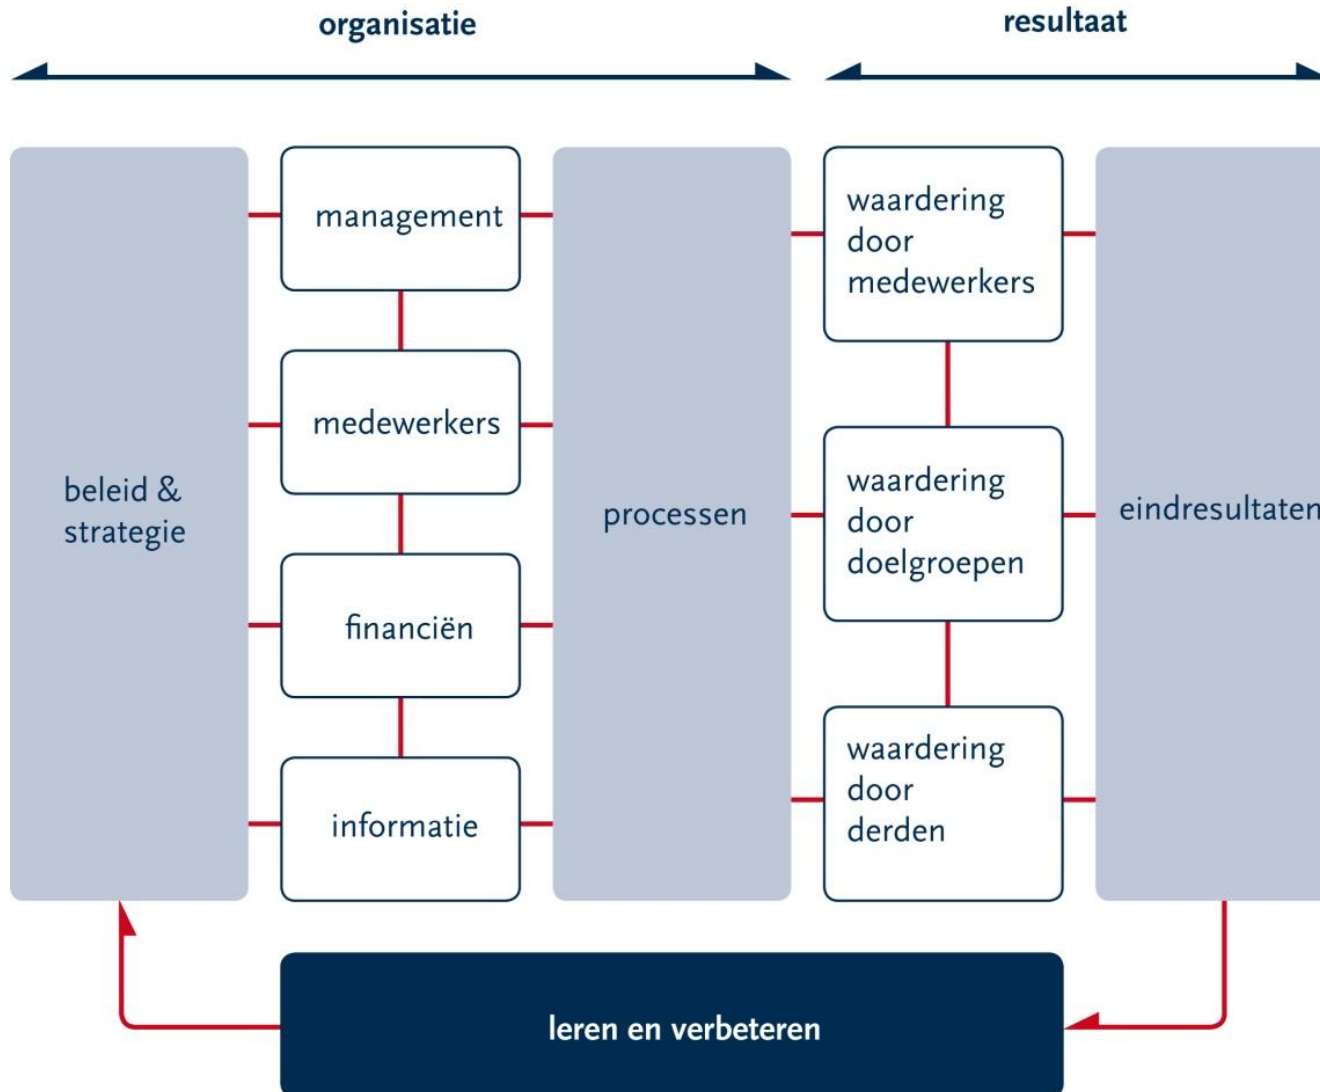 organisatie
resultaat
beleid &
strategie
management
medewerkers
financiën
informatie
processen
waardering
door
medewerkers
waardering
door
doelgroepen
waardering
door
derden
eindresultaten
leren en verbeteren